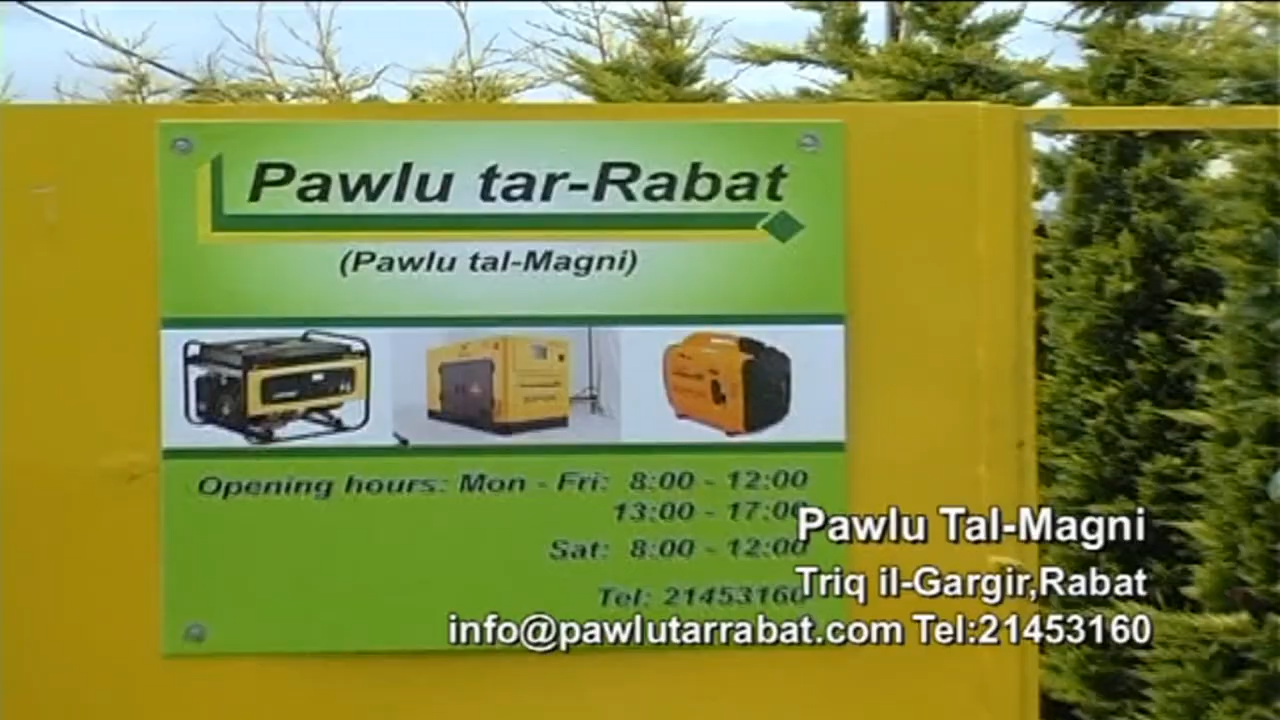 Pawlu tar-Rabat
(Pawlu tal-Magni)
Opening hours: Mon - Fri: 8:00 - 12:00
13:00 - 17:00
Sat: 8:00 - 12:00
Tel: 21453160
Pawlu Tal-Magni
Triq il-Gargir,Rabat
info@pawlutarrabat.com Tel:21453160